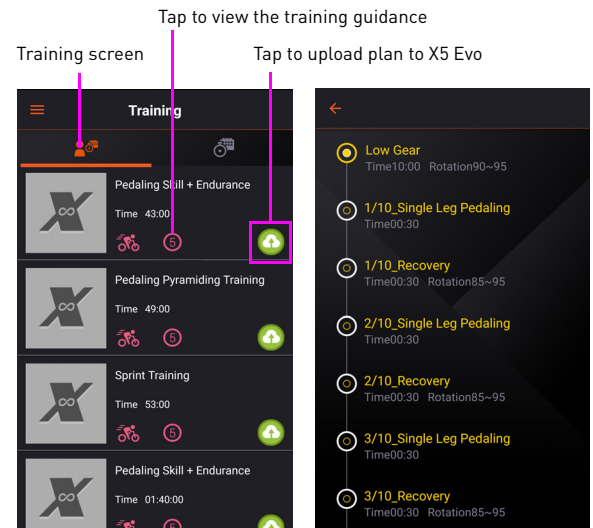 Tap to view the training guidance
Training screen
Tap to upload plan to X5 Evo
Training
Pedaling Skill + Endurance
Time 43:00
5
Pedaling Pyramiding Training
Time 49:00
5
Sprint Training
Time 53:00
5
Pedaling Skill + Endurance
Time 01:40:00
5
Low Gear
Time10:00 Rotation90~95
1/10_Single Leg Pedaling
Time00:30
1/10_Recovery
Time00:30 Rotation85~95
2/10_Single Leg Pedaling
Time00:30
2/10_Recovery
Time00:30 Rotation85~95
3/10_Single Leg Pedaling
Time00:30
3/10_Recovery
Time00:30 Rotation85~95